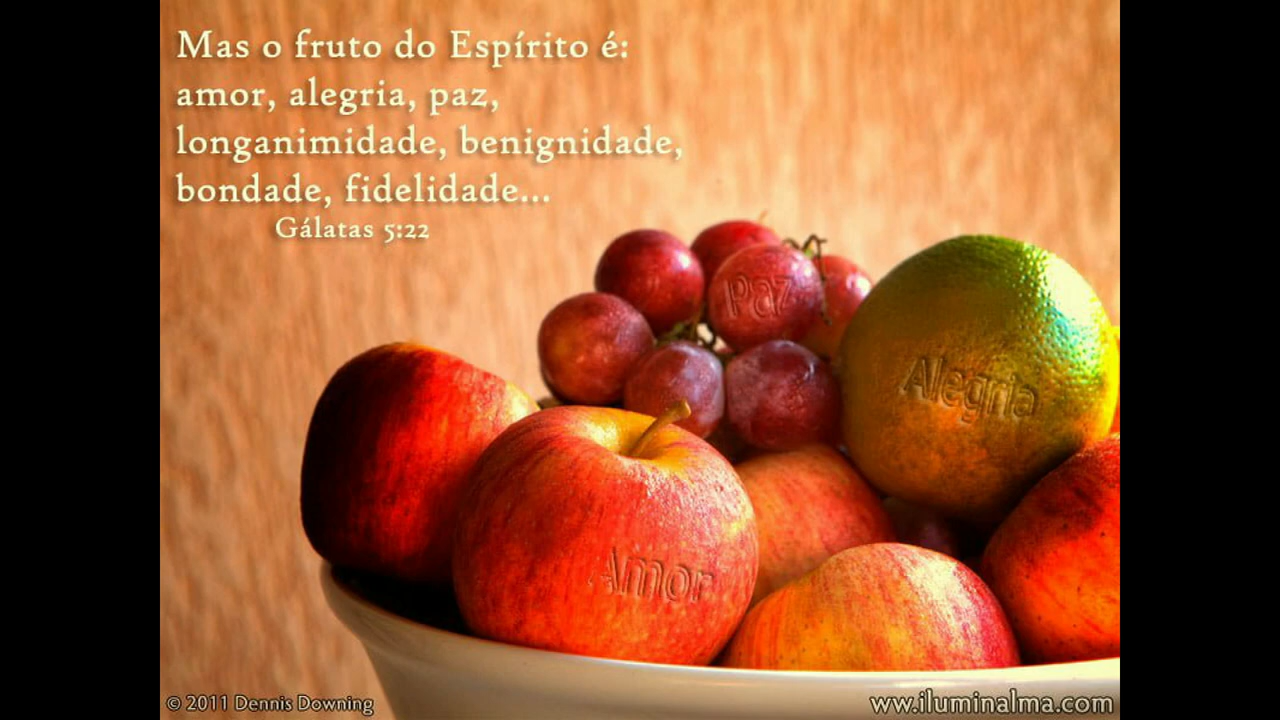 Mas o fruto do Espírito é:
amor, alegria, paz,
longanimidade, benignidade,
bondade, fidelidade...
Gálatas 5:22
Paz
Alegria
Amor
© 2011 Dennis Downing
www.iluminalma.com